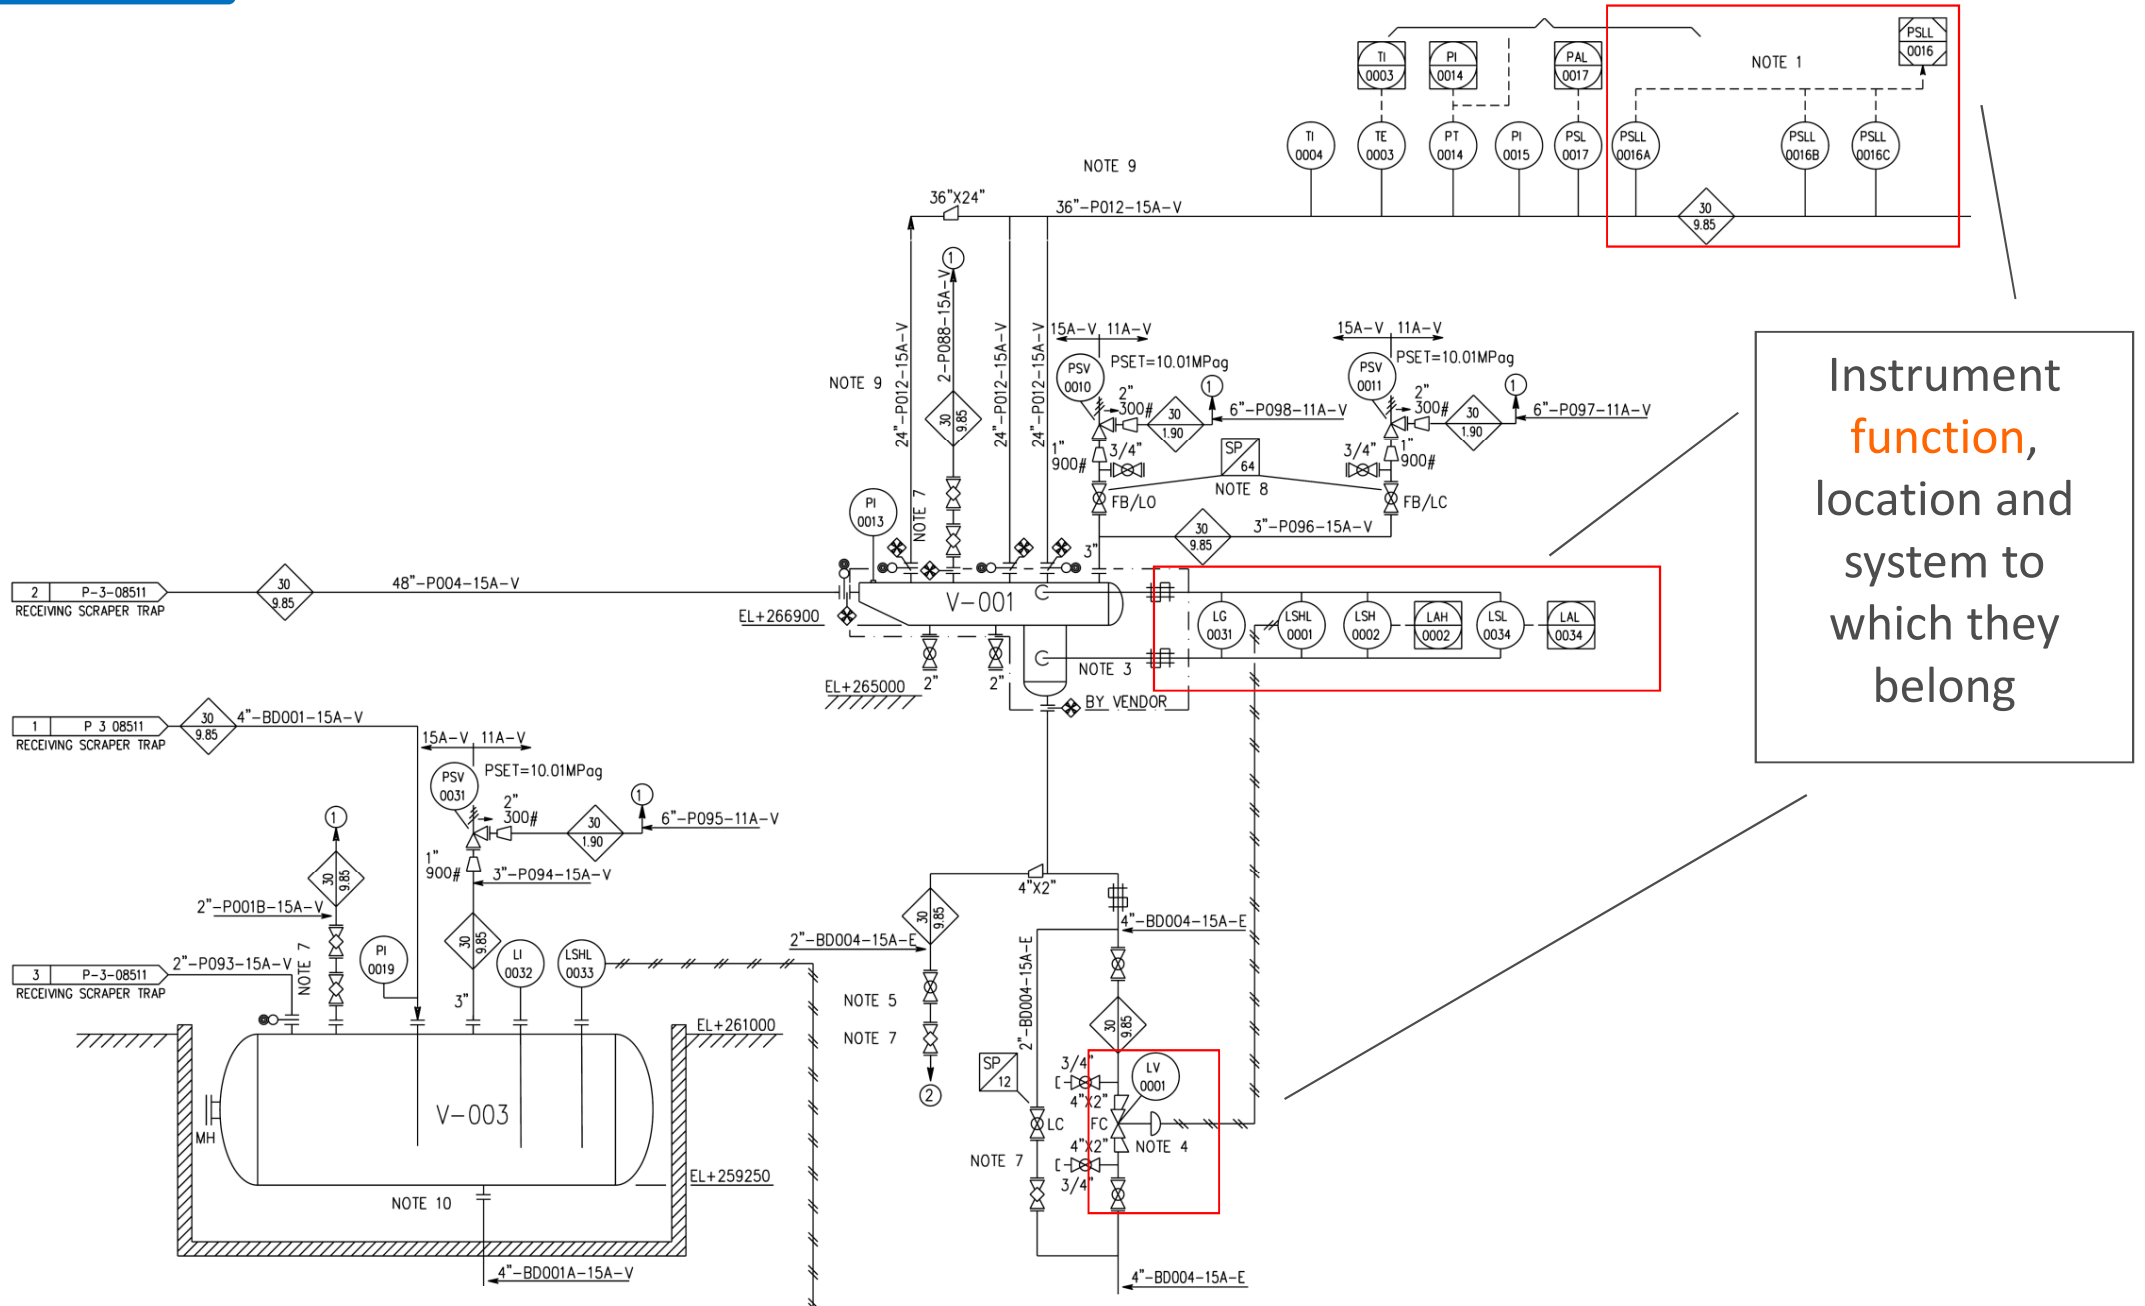 PSLL
0016
TI
0003
PI
0014
PAL
0017
NOTE 1
TI
0004
TE
0003
PT
0014
PI
0015
PSL
0017
PSLL
0016A
PSLL
0016B
PSLL
0016C
NOTE 9
36"X24"
36"-P012-15A-V
30
9.85
1
24"-P012-15A-V
2-P088-15A-V
24"-P012-15A-V
24"-P012-15A-V
NOTE 9
30
9.85
NOTE 7
15A-V 11A-V
PSV
0010
PSET=10.01MPag
2"
300#
30
1.90
1
6"-P098-11A-V
1"
900#
3/4"
FB/LO
SP
64
NOTE 8
15A-V 11A-V
PSV
0011
PSET=10.01MPag
2"
300#
30
1.90
1
6"-P097-11A-V
3/4"
1"
900#
FB/LC
30
9.85
3"-P096-15A-V
3"
PI
0013
Instrument
function,
location and
system to
which they
belong
2 P-3-08511
RECEIVING SCRAPER TRAP
30
9.85
48"-P004-15A-V
V-001
EL+266900
EL+265000
2"
2"
NOTE 3
BY VENDOR
LG
0031
LSHL
0001
LSH
0002
LAH
0002
LSL
0034
LAL
0034
1 P 3 08511
RECEIVING SCRAPER TRAP
30
9.85
4"-BD001-15A-V
15A-V 11A-V
PSV
0031
PSET=10.01MPag
2"
300#
30
1.90
1
6"-P095-11A-V
1"
900#
3"-P094-15A-V
1
30
9.85
2"-P001B-15A-V
NOTE 7
PI
0019
30
9.85
3"
LI
0032
LSHL
0033
3 P-3-08511
RECEIVING SCRAPER TRAP
2"-P093-15A-V
EL+261000
V-003
MH
EL+259250
NOTE 10
4"-BD001A-15A-V
4"X2"
30
9.85
2"-BD004-15A-E
4"-BD004-15A-E
2"-BD004-15A-E
NOTE 5
NOTE 7
2
SP
12
30
9.85
3/4"
LV
0001
4"X2"
LC
FC
NOTE 4
4"X2"
NOTE 7
3/4"
4"-BD004-15A-E